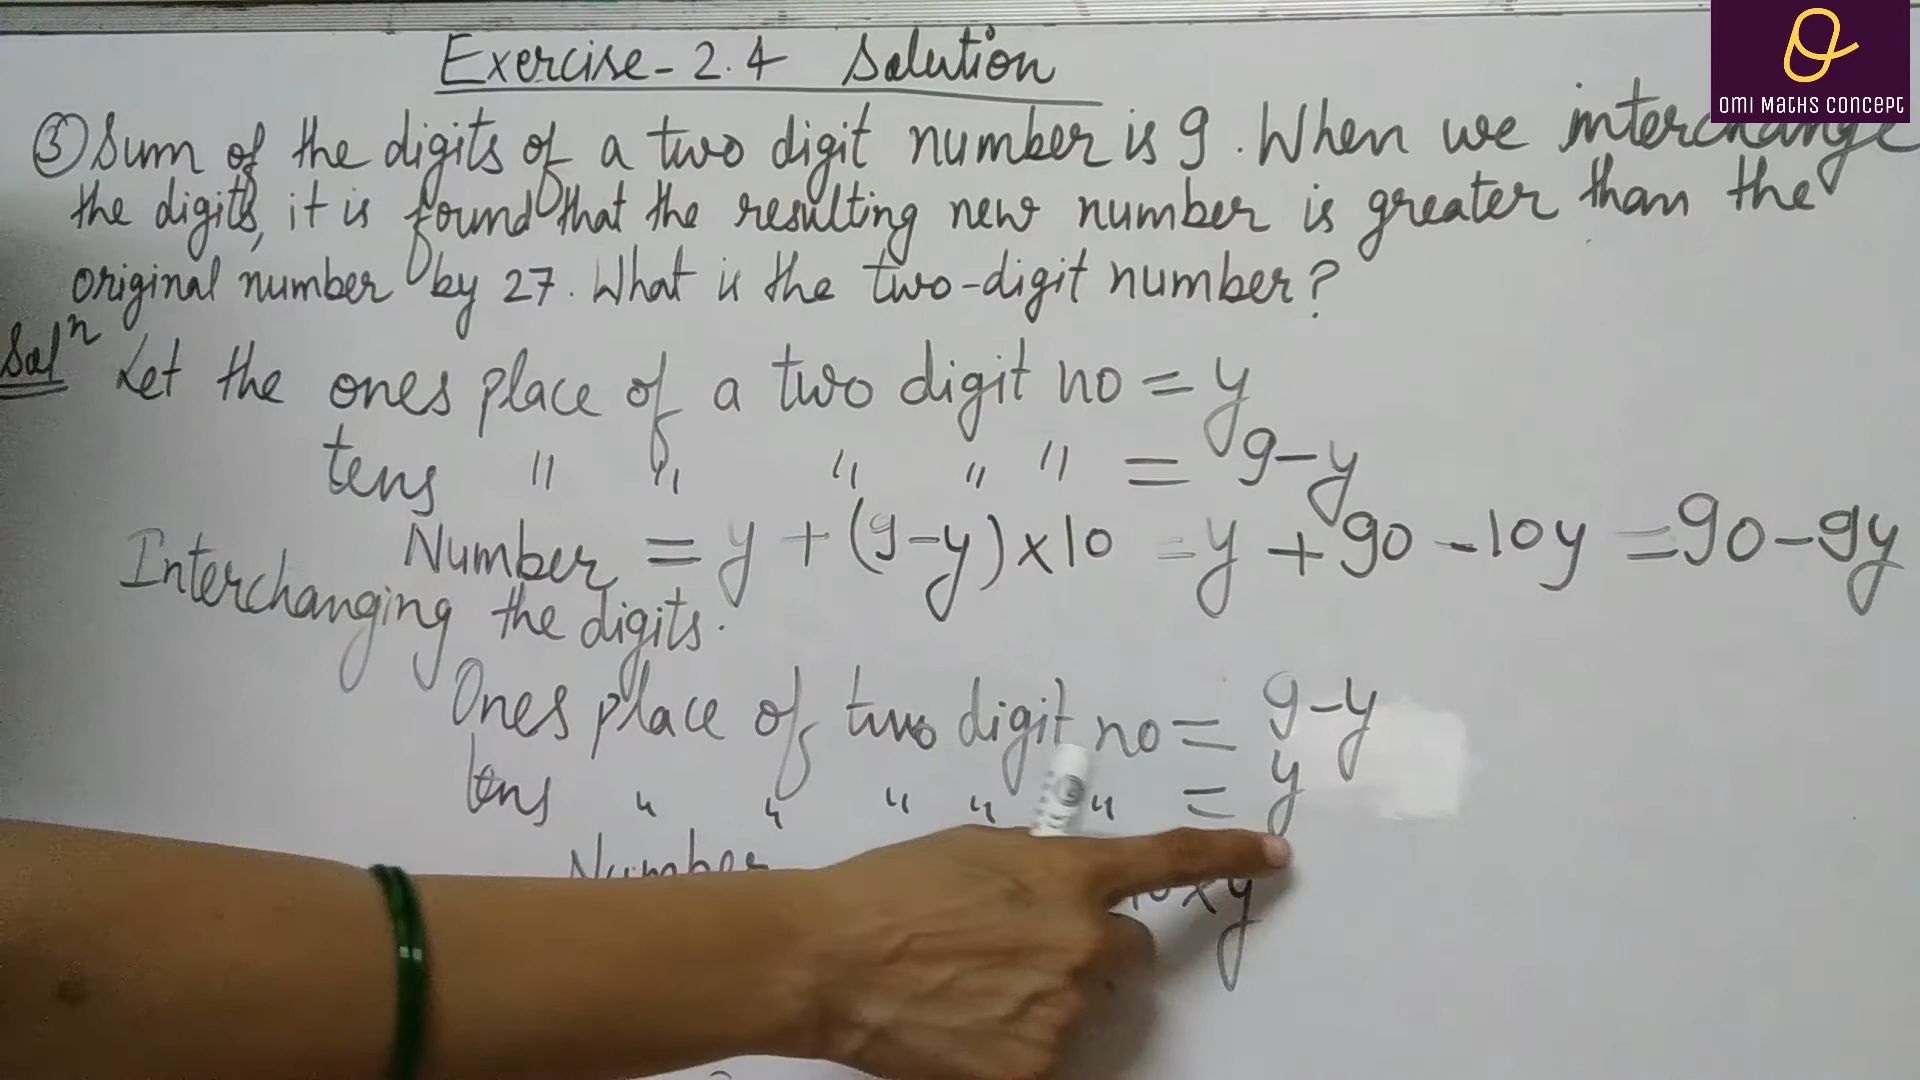 OMI MATHS CONCEPT
Exercise-2.4 Solution
③ Sum of the digits of a two digit number is 9. When we interchange
the digits, it is found that the resulting new number is greater than the
original number by 27. What is the two-digit number?
Solⁿ Let the ones place of a two digit no = y
tens " " " " " = 9-y
Number = y + (9-y)×10 = y + 90 - 10y = 90-9y
Interchanging the digits.
Ones place of two digit no = 9-y
tens " " " " " = y
Number ×y